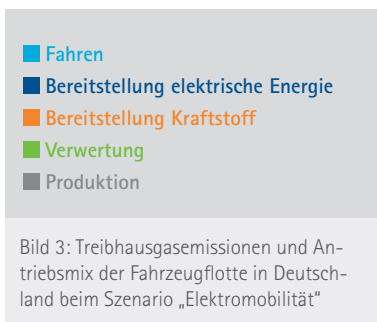 Fahren
Bereitstellung elektrische Energie
Bereitstellung Kraftstoff
Verwertung
Produktion
Bild 3: Treibhausgasemissionen und An-
triebsmix der Fahrzeugflotte in Deutsch-
land beim Szenario „Elektromobilität“